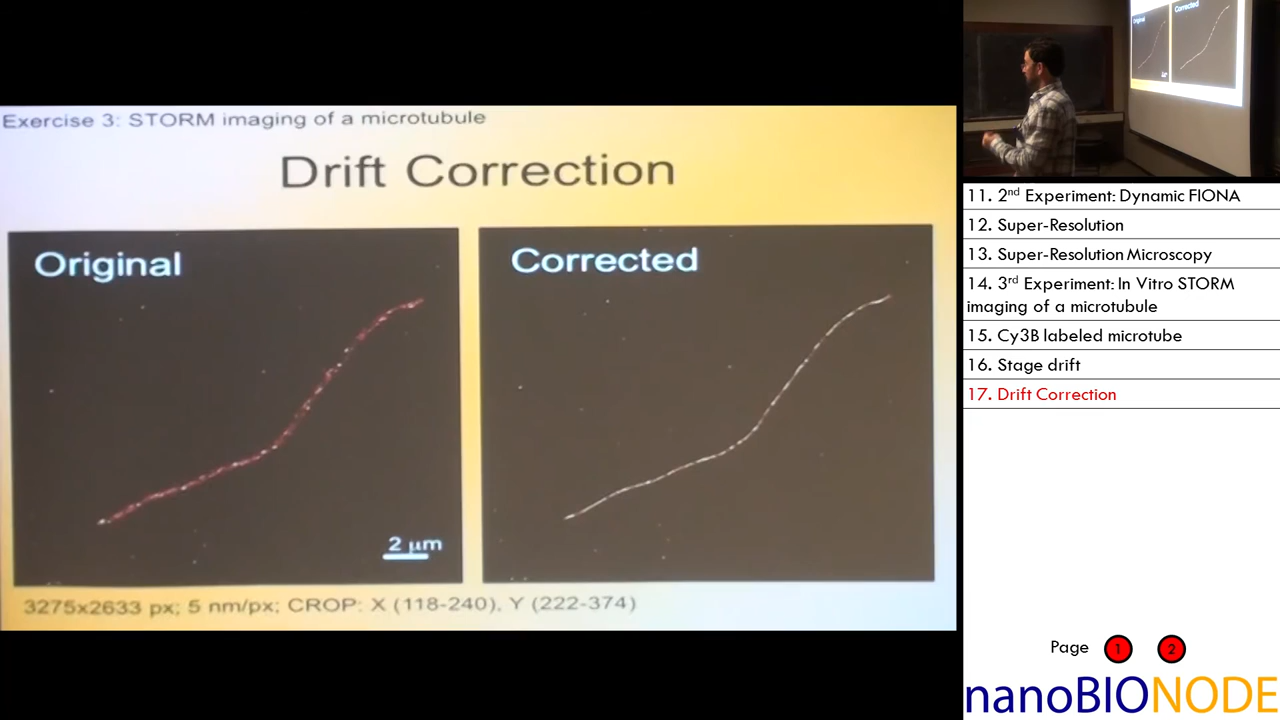 Exercise 3: STORM imaging of a microtubule
Drift Correction
Original
Corrected
2 μm
3275x2633 px; 5 nm/px; CROP: X (118-240), Y (222-374)
Original
Corrected
11. 2nd Experiment: Dynamic FIONA
12. Super-Resolution
13. Super-Resolution Microscopy
14. 3rd Experiment: In Vitro STORM
imaging of a microtubule
15. Cy3B labeled microtube
16. Stage drift
17. Drift Correction
Page 1 2
nanoBIONODE